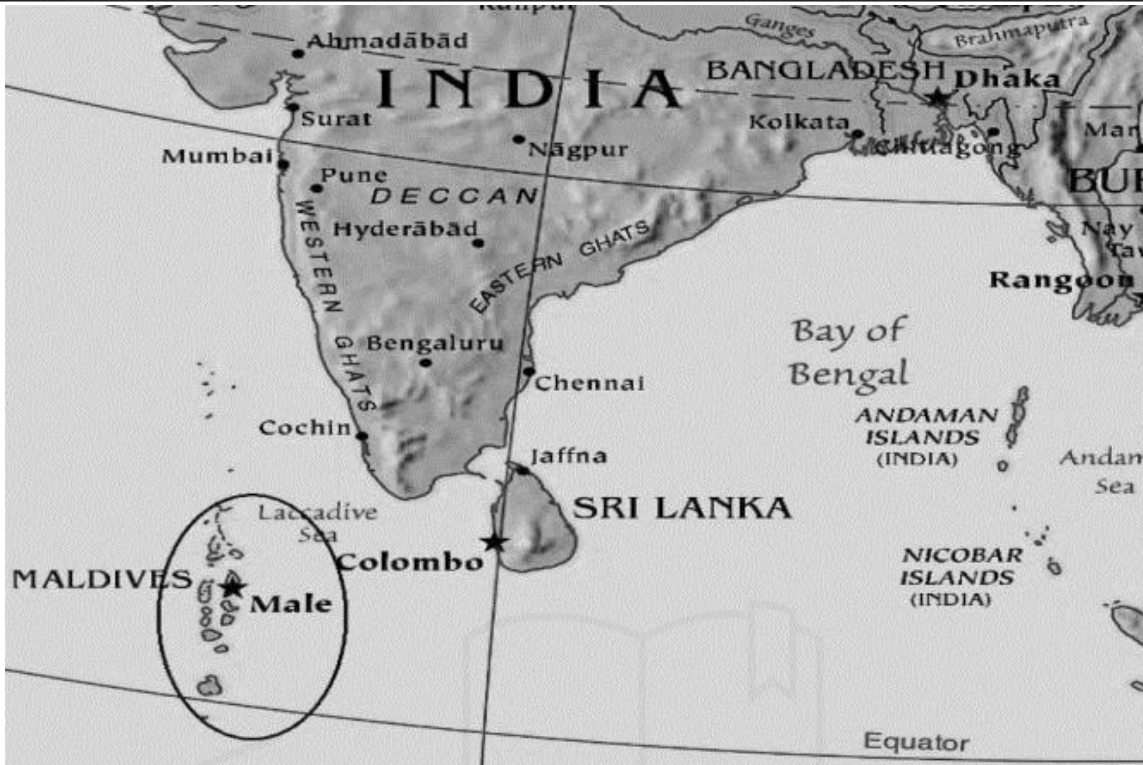 Ganges
Brahmaputra
Ahmadābād
INDIA
BANGLADESH
Dhaka
Surat
Kolkata
Nāgpur
Chittagong
Mumbai
Pune
DECCAN
WESTERN GHATS
Hyderābād
EASTERN GHATS
Nay
Rangoon
Bengaluru
Chennai
Bay of
Bengal
Cochin
Jaffna
ANDAMAN
ISLANDS
(INDIA)
Sea
Laccadive
Sea
SRI LANKA
Colombo
MALDIVES
Male
NICOBAR
ISLANDS
(INDIA)
Equator